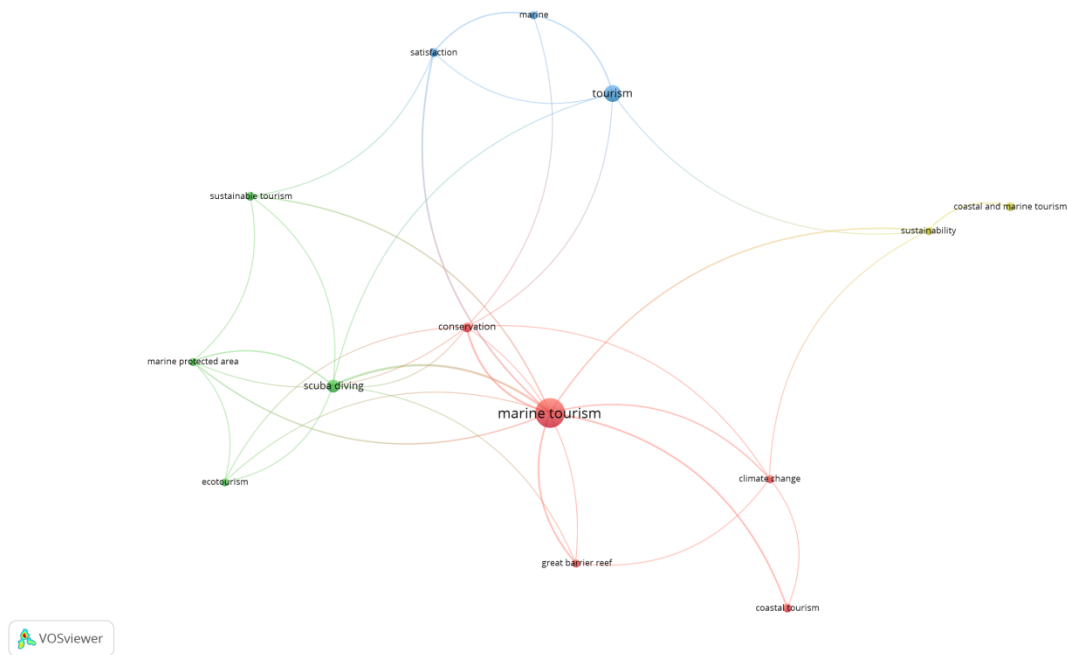 marine
satisfaction
tourism
sustainable tourism
coastal and marine tourism
sustainability
conservation
marine protected area
scuba diving
marine tourism
ecotourism
climate change
great barrier reef
coastal tourism
VOSviewer